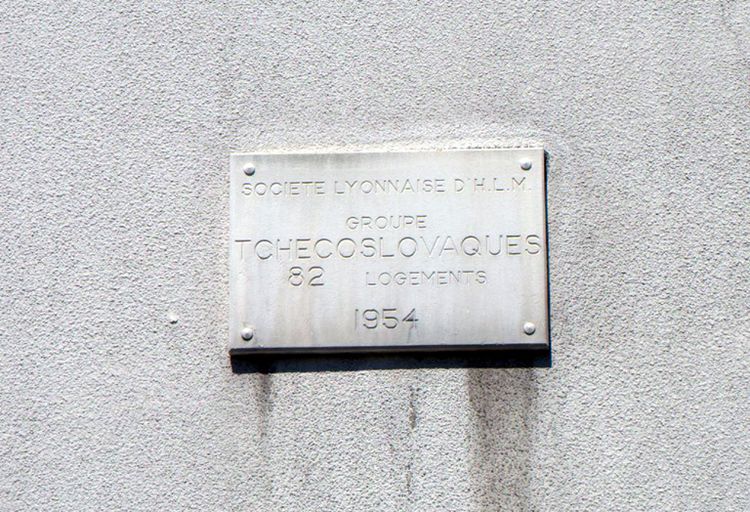 SOCIETE LYONNAISE D'H.L.M.
GROUPE
TCHECOSLOVAQUES
82 LOGEMENTS
1954